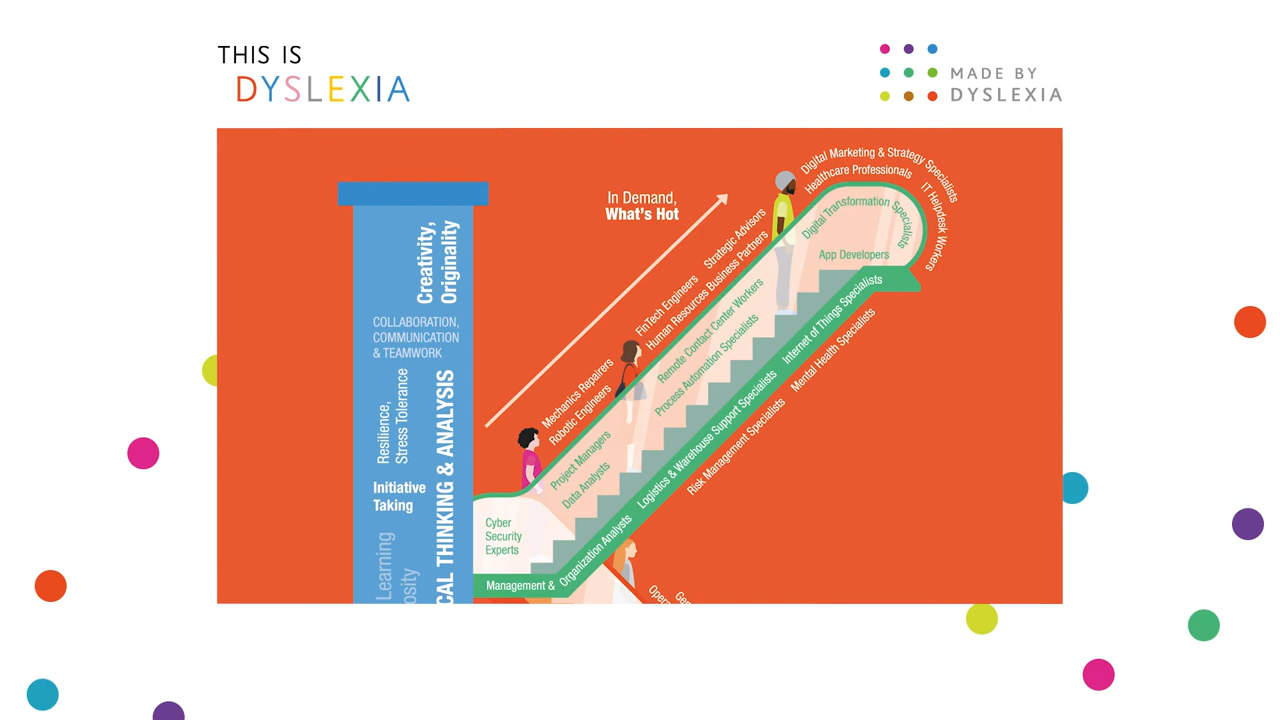 THIS IS
DYSLEXIA
MADE BY
DYSLEXIA
In Demand,
What's Hot
Creativity,
Originality
COLLABORATION,
COMMUNICATION
& TEAMWORK
Resilience,
Stress Tolerance
Initiative
Taking
CAL THINKING & ANALYSIS
Learning
osity
Digital Marketing & Strategy Specialists
Healthcare Professionals
IT Helpdesk Workers
Strategic Advisors
Human Resources Business Partners
FinTech Engineers
Mechanics Repairers
Robotic Engineers
Digital Transformation Specialists
App Developers
Remote Contact Center Workers
Process Automation Specialists
Project Managers
Data Analysts
Cyber
Security
Experts
Management & Organization Analysts
Logistics & Warehouse Support Specialists
Internet of Things Specialists
Mental Health Specialists
Risk Management Specialists